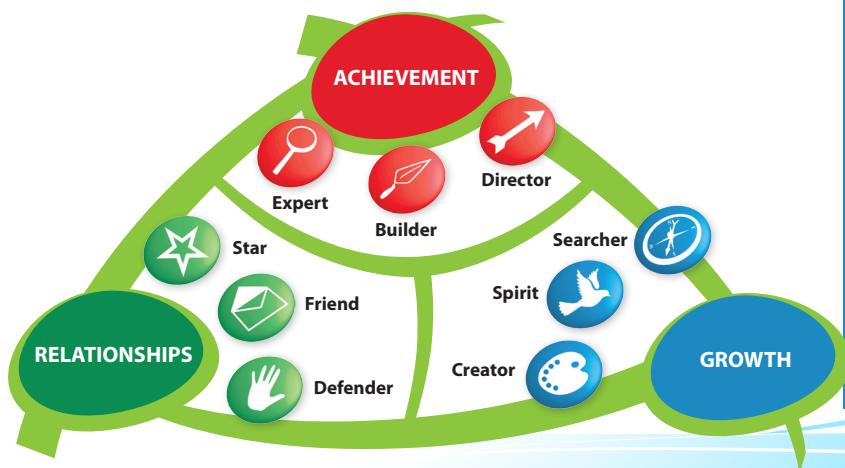 ACHIEVEMENT
Expert
Builder
Director
Star
Friend
Defender
RELATIONSHIPS
Searcher
Spirit
Creator
GROWTH